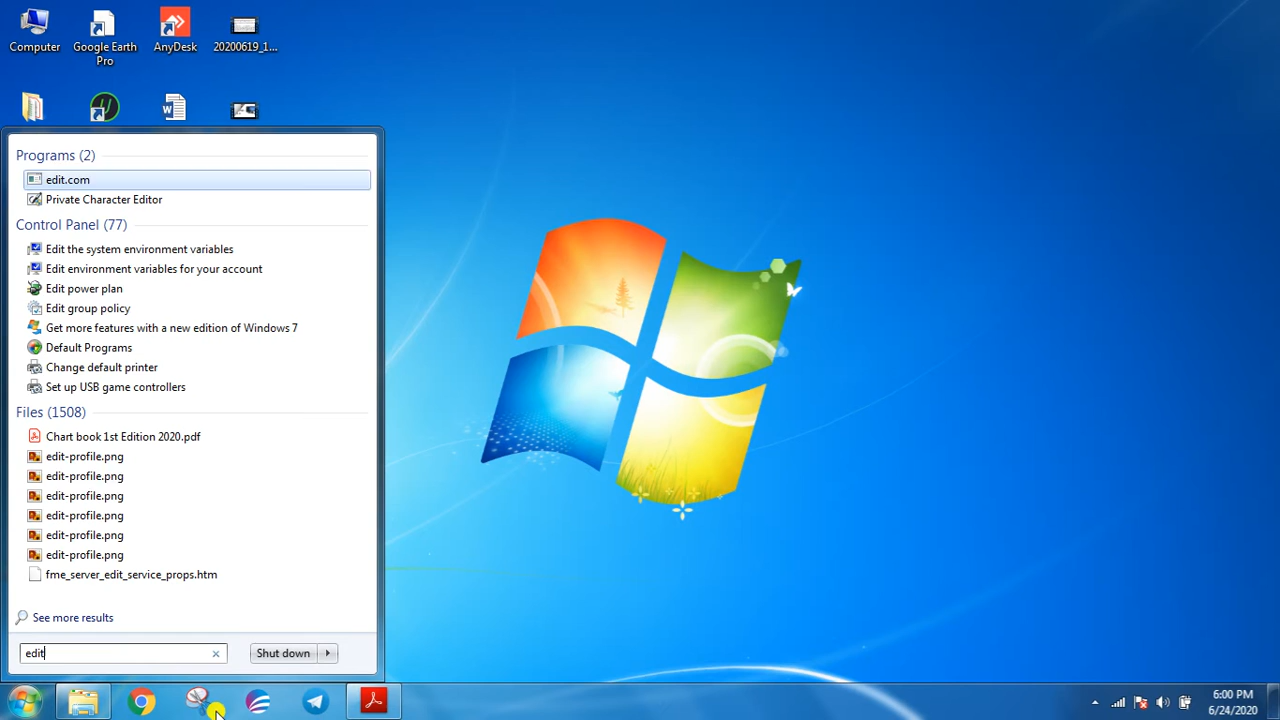 Computer
Google Earth
Pro
AnyDesk
20200619_1...
Programs (2)
edit.com
Private Character Editor
Control Panel (77)
Edit the system environment variables
Edit environment variables for your account
Edit power plan
Edit group policy
Get more features with a new edition of Windows 7
Default Programs
Change default printer
Set up USB game controllers
Files (1508)
Chart book 1st Edition 2020.pdf
edit-profile.png
edit-profile.png
edit-profile.png
edit-profile.png
edit-profile.png
edit-profile.png
fme_server_edit_service_props.htm
See more results
edit
Shut down
6:00 PM
6/24/2020